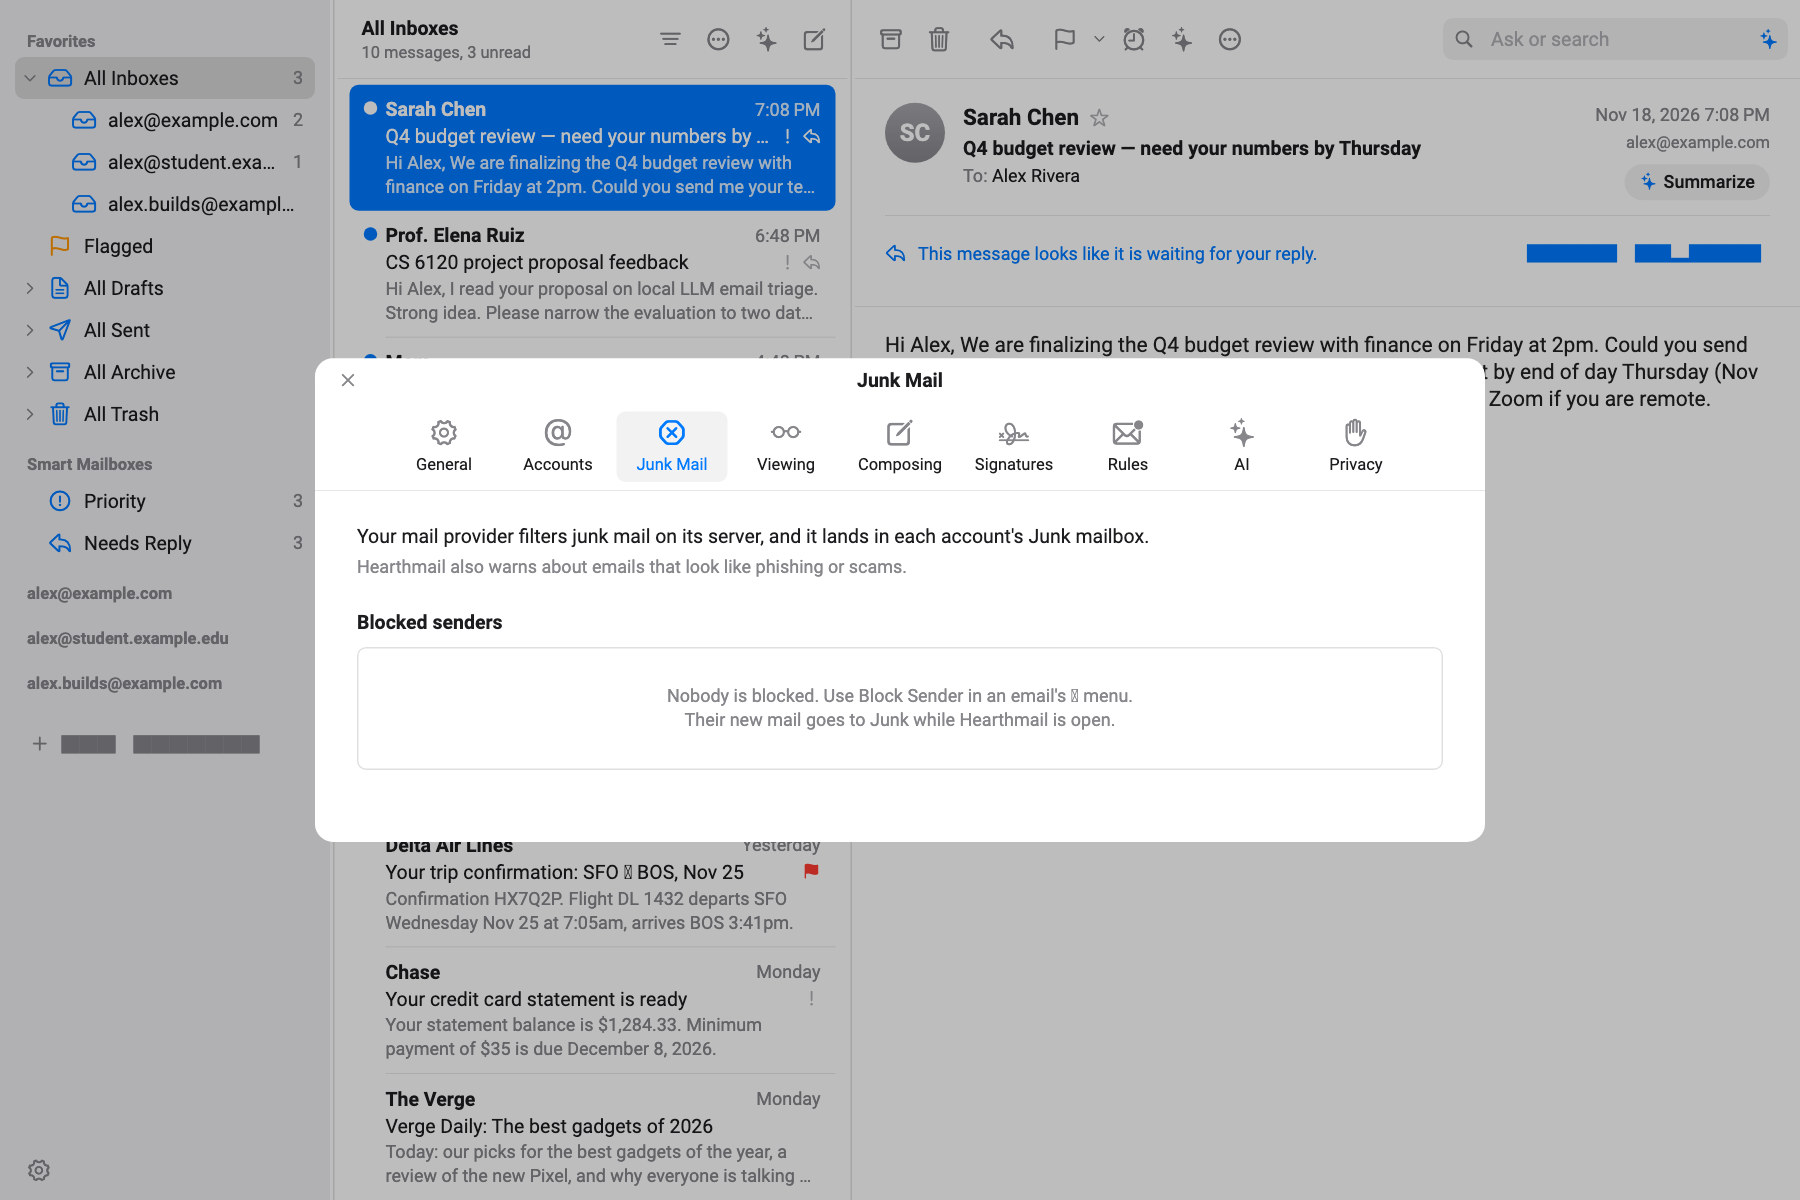 Favorites
All Inboxes 3
alex@example.com 2
alex@student.exa... 1
alex.builds@exampl...
Flagged
All Drafts
All Sent
All Archive
All Trash
Smart Mailboxes
Priority 3
Needs Reply 3
alex@example.com
alex@student.example.edu
alex.builds@example.com
All Inboxes
10 messages, 3 unread
Sarah Chen 7:08 PM
Q4 budget review — need your numbers by ... !
Hi Alex, We are finalizing the Q4 budget review with
finance on Friday at 2pm. Could you send me your te...
Prof. Elena Ruiz 6:48 PM
CS 6120 project proposal feedback !
Hi Alex, I read your proposal on local LLM email triage.
Strong idea. Please narrow the evaluation to two dat...
Delta Air Lines Yesterday
Your trip confirmation: SFO BOS, Nov 25
Confirmation HX7Q2P. Flight DL 1432 departs SFO
Wednesday Nov 25 at 7:05am, arrives BOS 3:41pm.
Chase Monday
Your credit card statement is ready !
Your statement balance is $1,284.33. Minimum
payment of $35 is due December 8, 2026.
The Verge Monday
Verge Daily: The best gadgets of 2026
Today: our picks for the best gadgets of the year, a
review of the new Pixel, and why everyone is talking ...
Ask or search
SC
Sarah Chen
Nov 18, 2026 7:08 PM
Q4 budget review — need your numbers by Thursday
alex@example.com
To: Alex Rivera
Summarize
This message looks like it is waiting for your reply.
Hi Alex, We are finalizing the Q4 budget review with finance on Friday at 2pm. Could you send
by end of day Thursday (Nov
Zoom if you are remote.
Junk Mail
General Accounts Junk Mail Viewing Composing Signatures Rules AI Privacy
Your mail provider filters junk mail on its server, and it lands in each account's Junk mailbox.
Hearthmail also warns about emails that look like phishing or scams.
Blocked senders
Nobody is blocked. Use Block Sender in an email's menu.
Their new mail goes to Junk while Hearthmail is open.